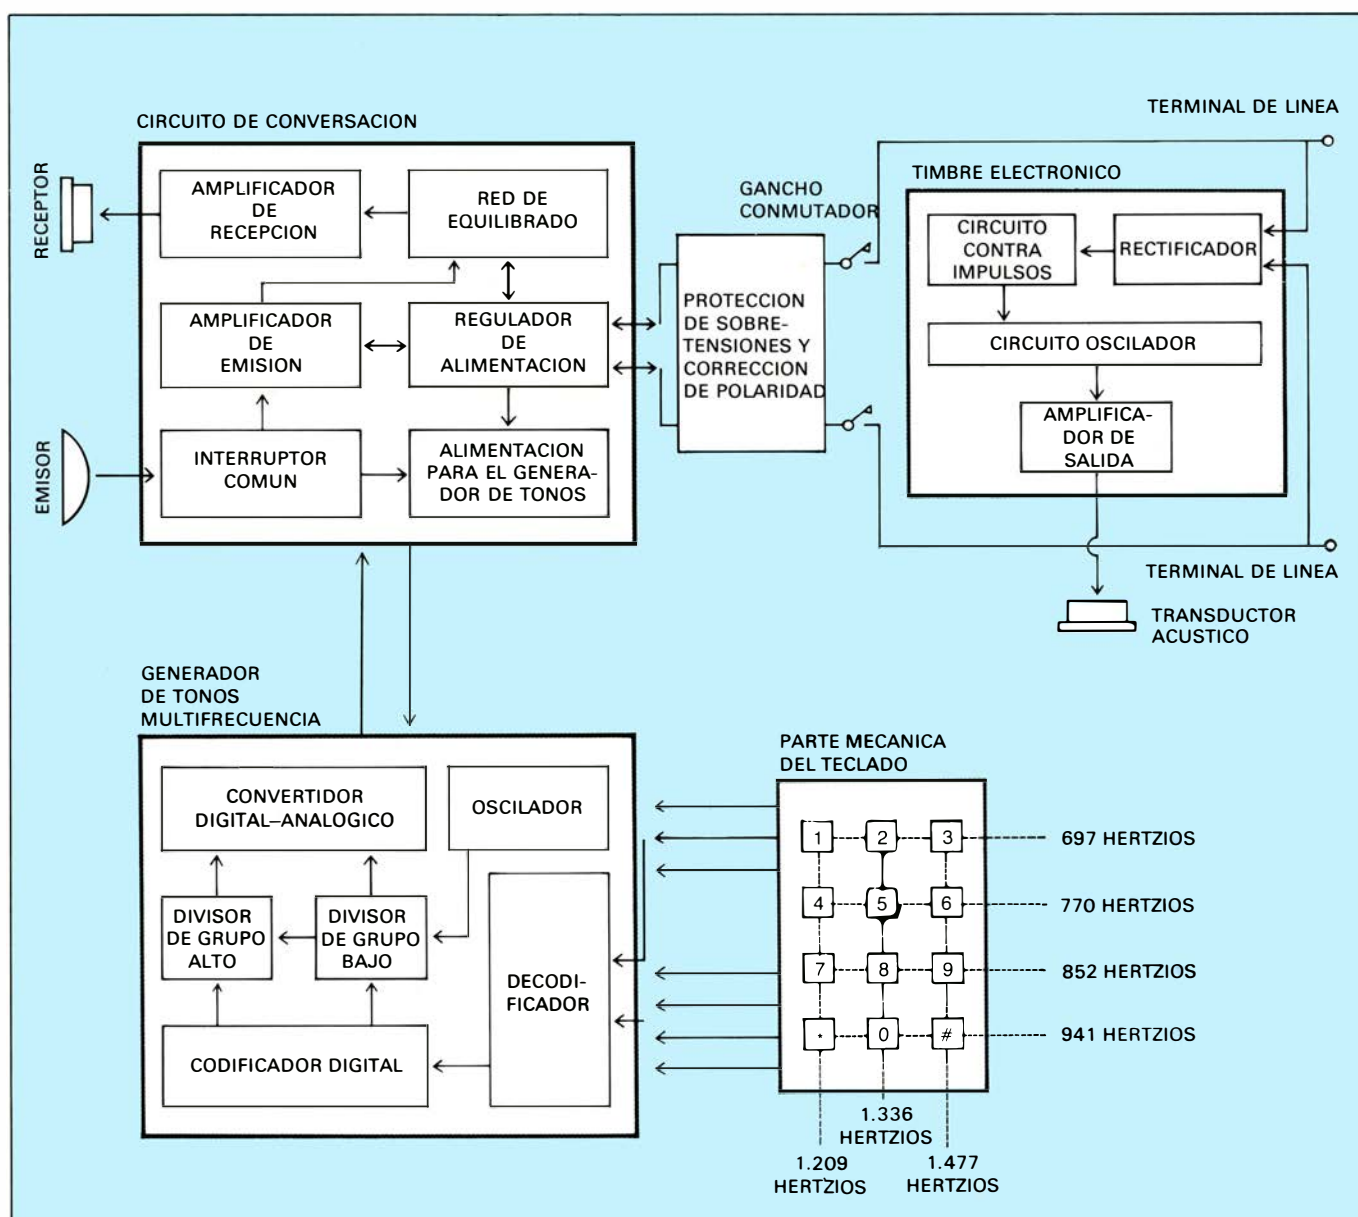 CIRCUITO DE CONVERSACION
RECEPTOR
AMPLIFICADOR
DE
RECEPCION
RED DE
EQUILIBRADO
AMPLIFICADOR
DE
EMISION
REGULADOR
DE
ALIMENTACION
EMISOR
INTERRUPTOR
COMUN
ALIMENTACION
PARA EL GENERA-
DOR DE TONOS
GANCHO
CONMUTADOR
PROTECCION
DE SOBRE-
TENSIONES Y
CORRECCION
DE POLARIDAD
TERMINAL DE LINEA
TIMBRE ELECTRONICO
CIRCUITO
CONTRA
IMPULSOS
RECTIFICADOR
CIRCUITO OSCILADOR
AMPLIFICA-
DOR DE
SALIDA
TERMINAL DE LINEA
TRANSDUCTOR
ACUSTICO
GENERADOR
DE TONOS
MULTIFRECUENCIA
CONVERTIDOR
DIGITAL–ANALOGICO
OSCILADOR
DIVISOR
DE GRUPO
ALTO
DIVISOR
DE GRUPO
BAJO
DECODI-
FICADOR
CODIFICADOR DIGITAL
PARTE MECANICA
DEL TECLADO
1 2 3 697 HERTZIOS
4 5 6 770 HERTZIOS
7 8 9 852 HERTZIOS
* 0 # 941 HERTZIOS
1.336
HERTZIOS
1.209
HERTZIOS
1.477
HERTZIOS